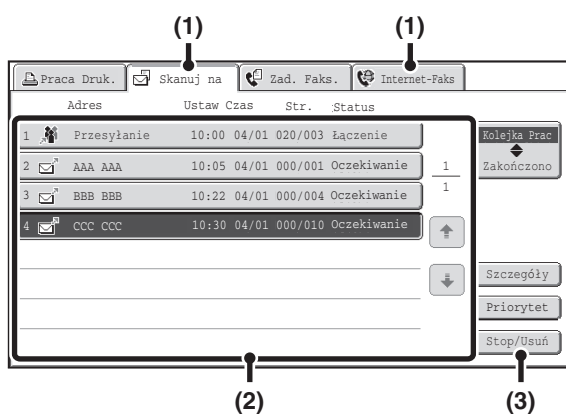 (1) (1)
Praca Druk. Skanuj na Zad. Faks. Internet-Faks
Adres Ustaw Czas Str. Status
1 Przesyłanie 10:00 04/01 020/003 Łączenie
2 AAA AAA 10:05 04/01 000/001 Oczekiwanie
3 BBB BBB 10:22 04/01 000/004 Oczekiwanie
4 CCC CCC 10:30 04/01 000/010 Oczekiwanie
1
1
Kolejka Prac
Zakończono
Szczegóły
Priorytet
Stop/Usuń
(2) (3)